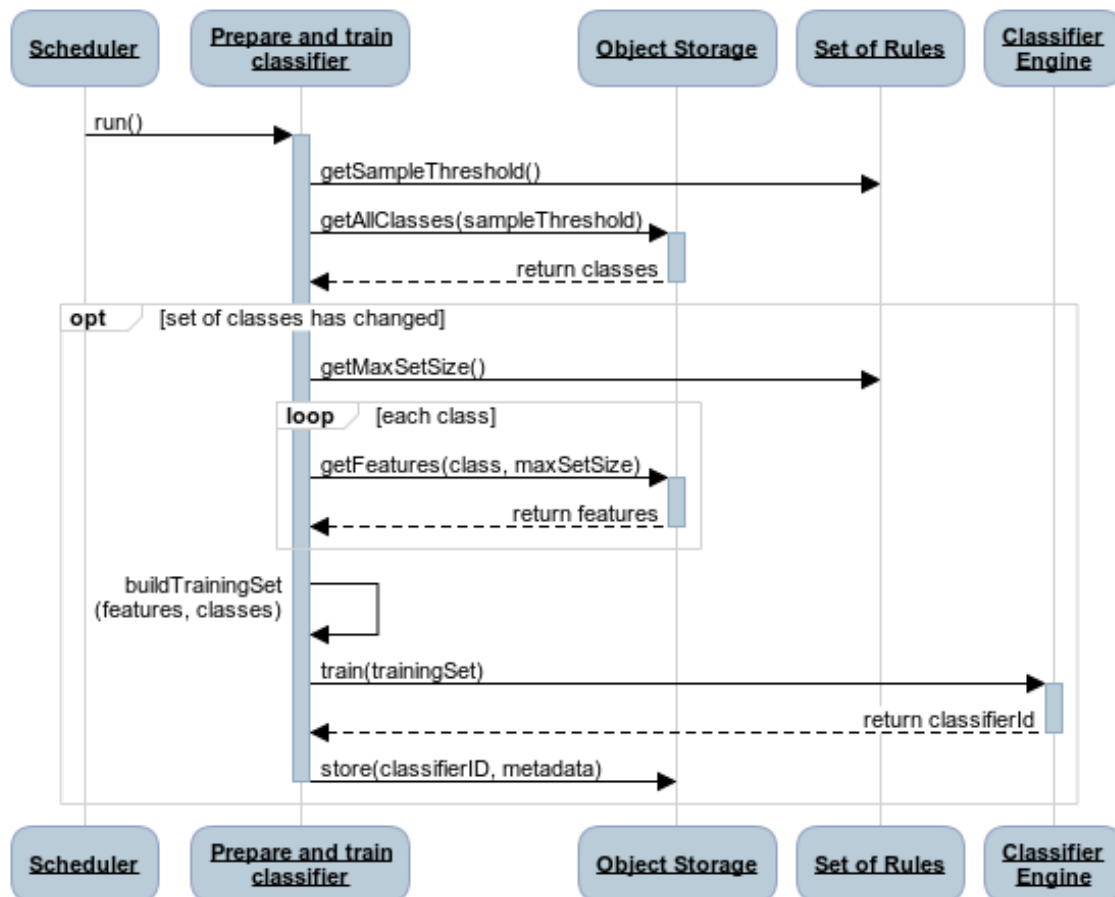 Scheduler
Prepare and train
classifier
Object Storage
Set of Rules
Classifier
Engine
run()
getSampleThreshold()
getAllClasses(sampleThreshold)
return classes
opt
[set of classes has changed]
getMaxSetSize()
loop
[each class]
getFeatures(class, maxSetSize)
return features
buildTrainingSet
(features, classes)
train(trainingSet)
return classifierId
store(classifierID, metadata)
Scheduler
Prepare and train
classifier
Object Storage
Set of Rules
Classifier
Engine